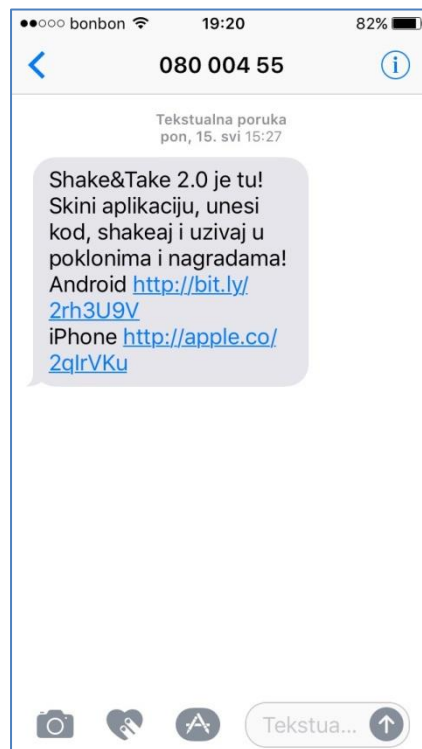 bonbon 19:20 82%
080 004 55
Tekstualna poruka
pon, 15. svi 15:27
Shake&Take 2.0 je tu!
Skini aplikaciju, unesi
kod, shakeaj i uzivaj u
poklonima i nagradama!
Android http://bit.ly/
2rh3U9V
iPhone http://apple.co/
2qIrVKu
Tekstua...